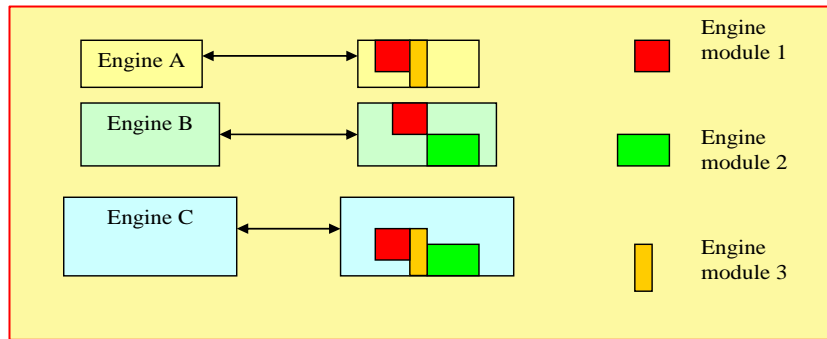 Engine A
Engine B
Engine C
Engine
module 1
Engine
module 2
Engine
module 3